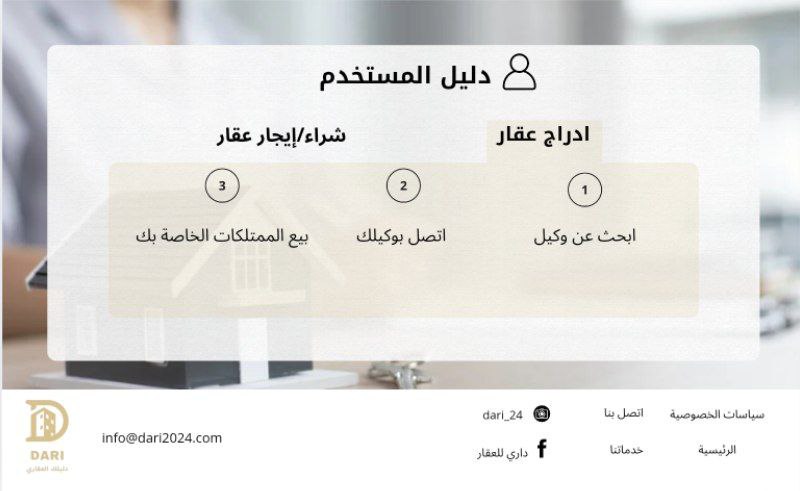 دليل المستخدم
ادراج عقار
شراء/إيجار عقار
1
2
3
ابحث عن وكيل
اتصل بوكيلك
بيع الممتلكات الخاصة بك
سياسات الخصوصية
اتصل بنا
dari_24
الرئيسية
خدماتنا
داري للعقار
info@dari2024.com
DARI
دليلك العقاري